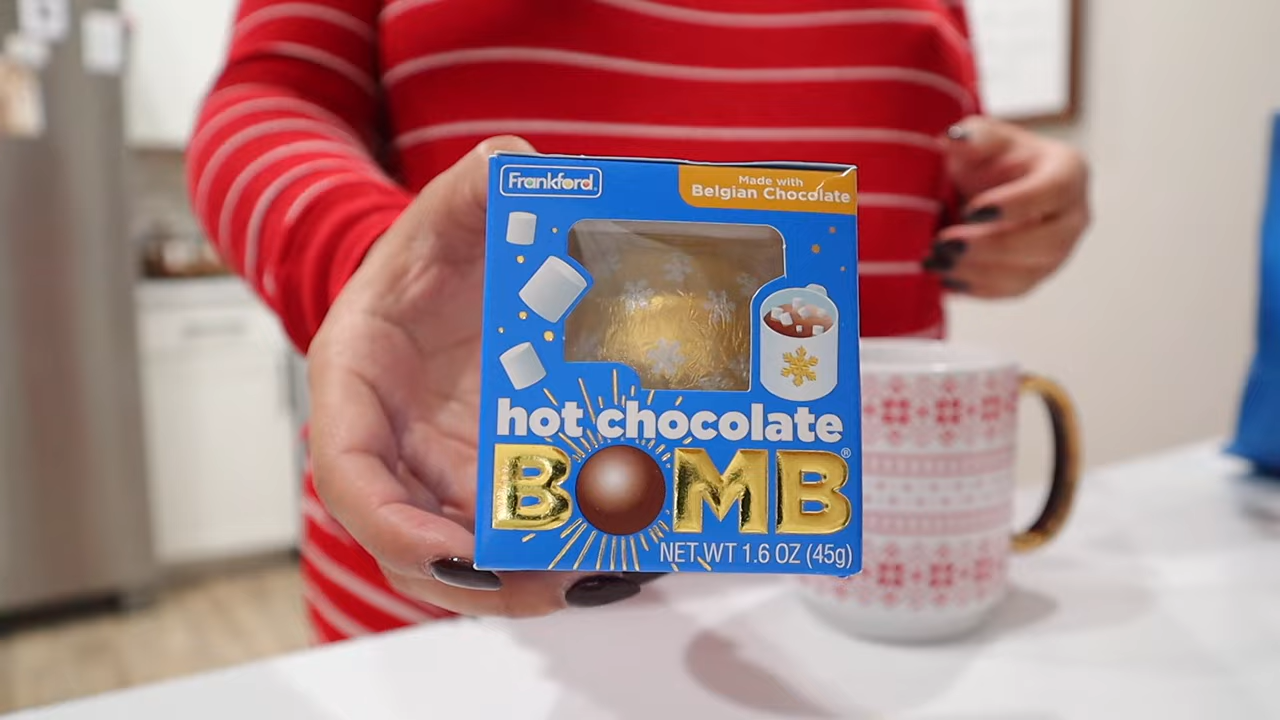 Frankford®
Made with
Belgian Chocolate
hot chocolate
BOMB®
NET WT 1.6 OZ (45g)